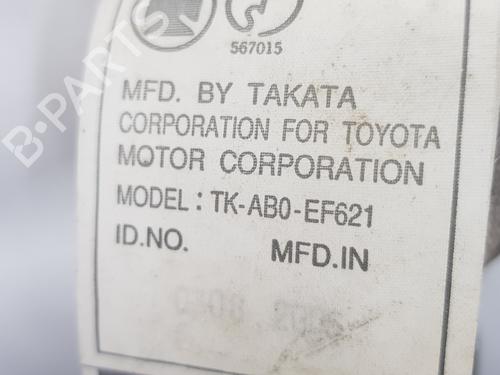 567015
MFD. BY TAKATA
CORPORATION FOR TOYOTA
MOTOR CORPORATION
MODEL : TK-AB0-EF621
ID.NO. MFD.IN
B-PARTS